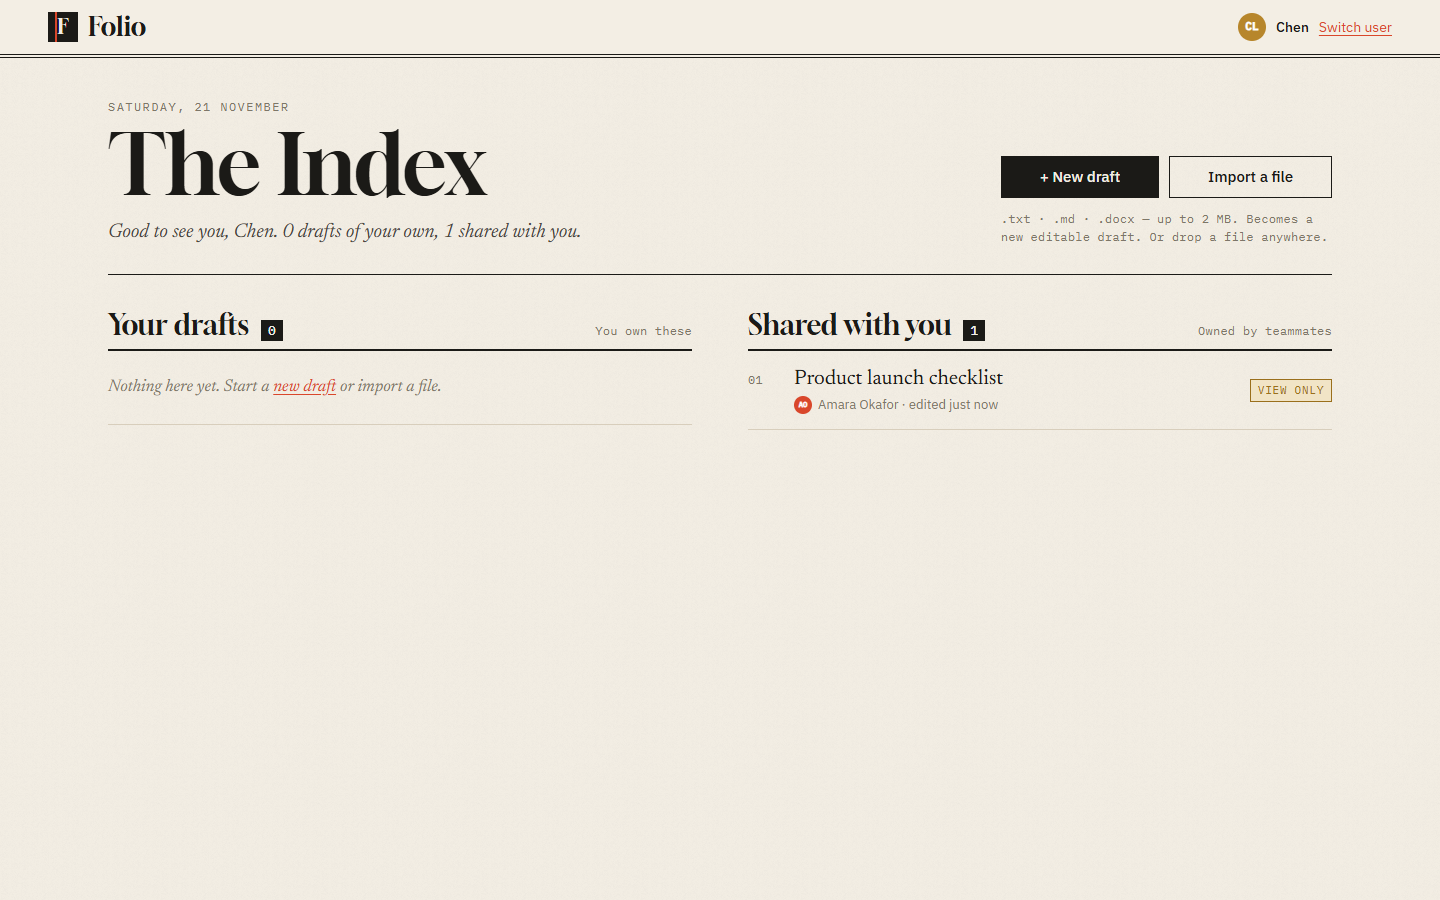 F Folio
CL Chen Switch user
SATURDAY, 21 NOVEMBER
The Index
Good to see you, Chen. 0 drafts of your own, 1 shared with you.
+ New draft
Import a file
.txt · .md · .docx — up to 2 MB. Becomes a
new editable draft. Or drop a file anywhere.
Your drafts 0
You own these
Nothing here yet. Start a new draft or import a file.
Shared with you 1
Owned by teammates
01 Product launch checklist
AO Amara Okafor · edited just now
VIEW ONLY